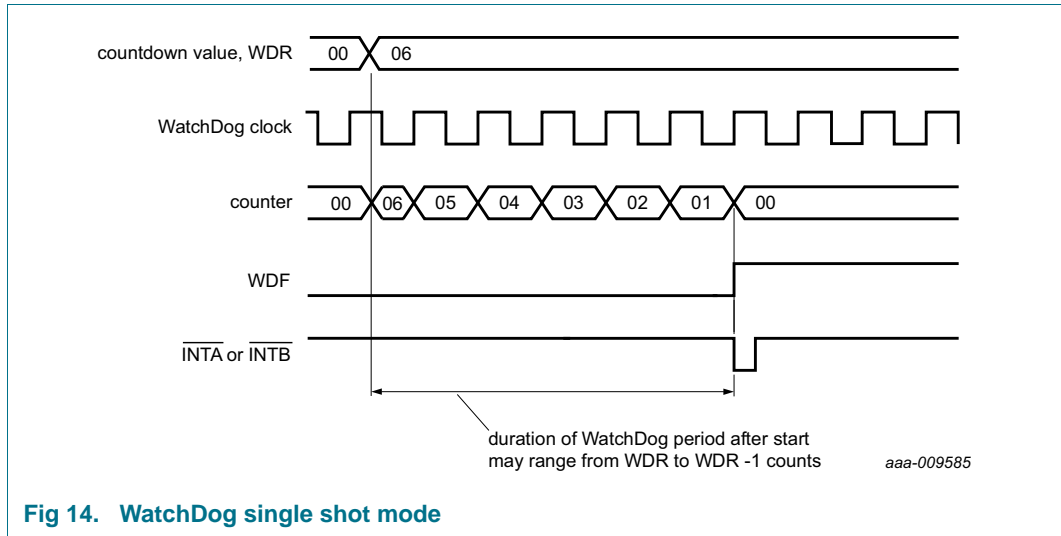 countdown value, WDR 00 06
WatchDog clock
counter 00 06 05 04 03 02 01 00
WDF
INTA or INTB
duration of WatchDog period after start
may range from WDR to WDR -1 counts
aaa-009585
Fig 14. WatchDog single shot mode